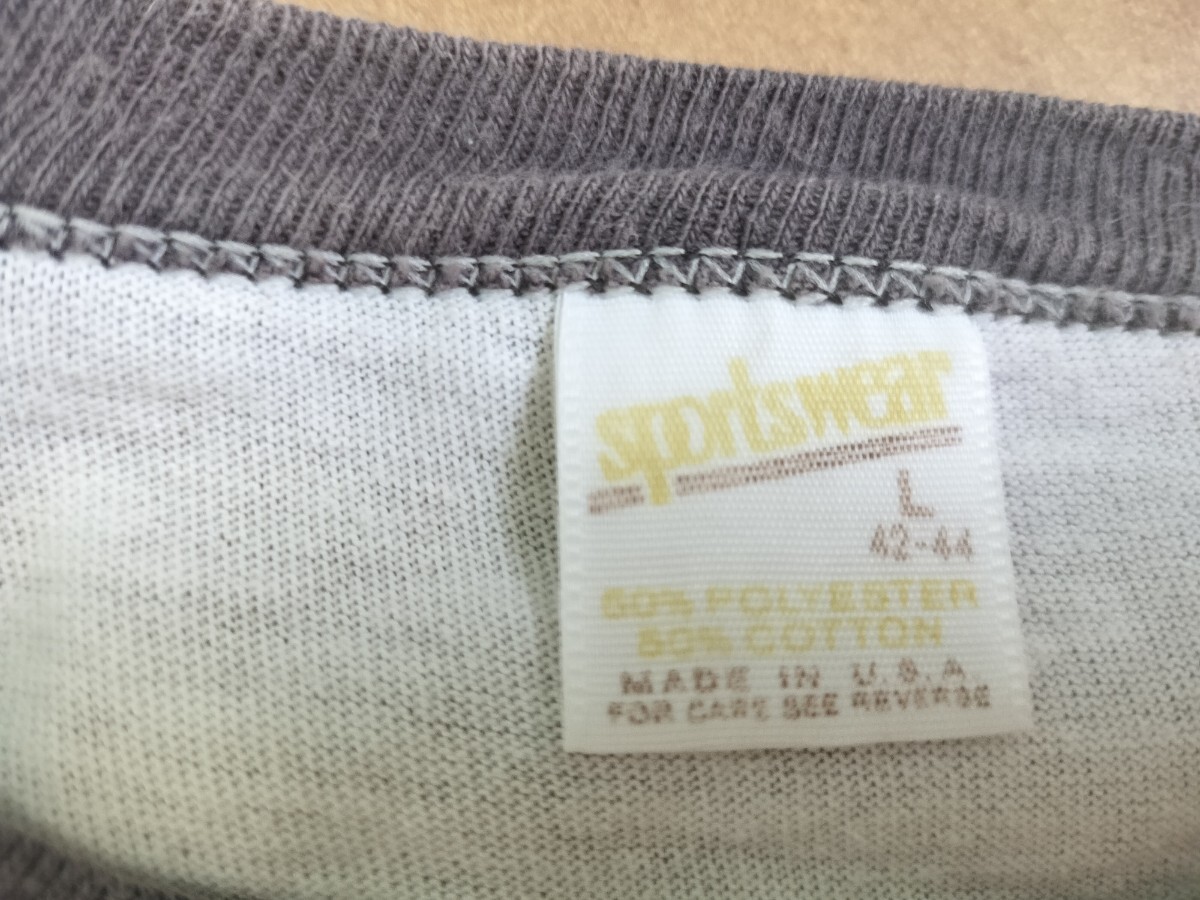 sportswear
L
42-44
50% POLYESTER
50% COTTON
MADE IN U.S.A.
FOR CARE SEE REVERSE